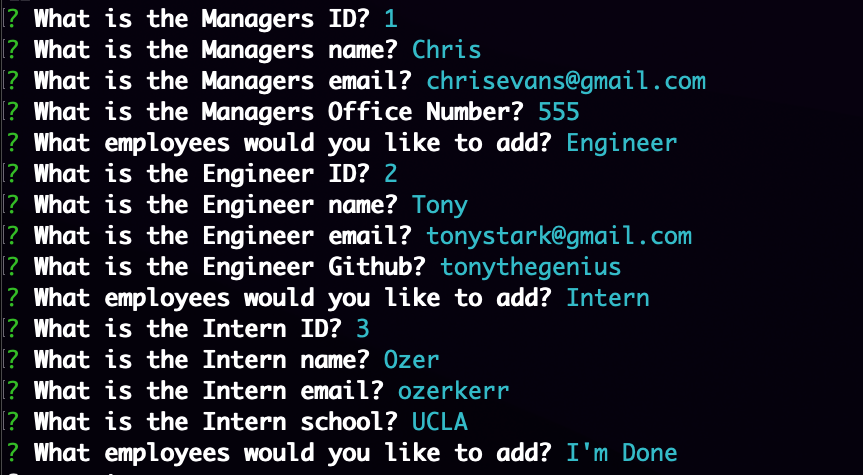 ? What is the Managers ID? 1
? What is the Managers name? Chris
? What is the Managers email? chrisevans@gmail.com
? What is the Managers Office Number? 555
? What employees would you like to add? Engineer
? What is the Engineer ID? 2
? What is the Engineer name? Tony
? What is the Engineer email? tonystark@gmail.com
? What is the Engineer Github? tonythegenius
? What employees would you like to add? Intern
? What is the Intern ID? 3
? What is the Intern name? Ozer
? What is the Intern email? ozerkerr
? What is the Intern school? UCLA
? What employees would you like to add? I'm Done